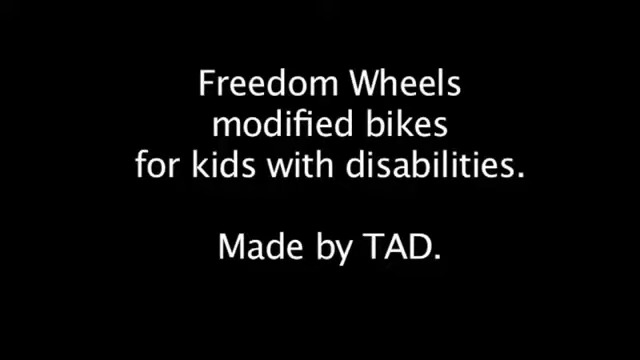 Freedom Wheels
modified bikes
for kids with disabilities.
Made by TAD.